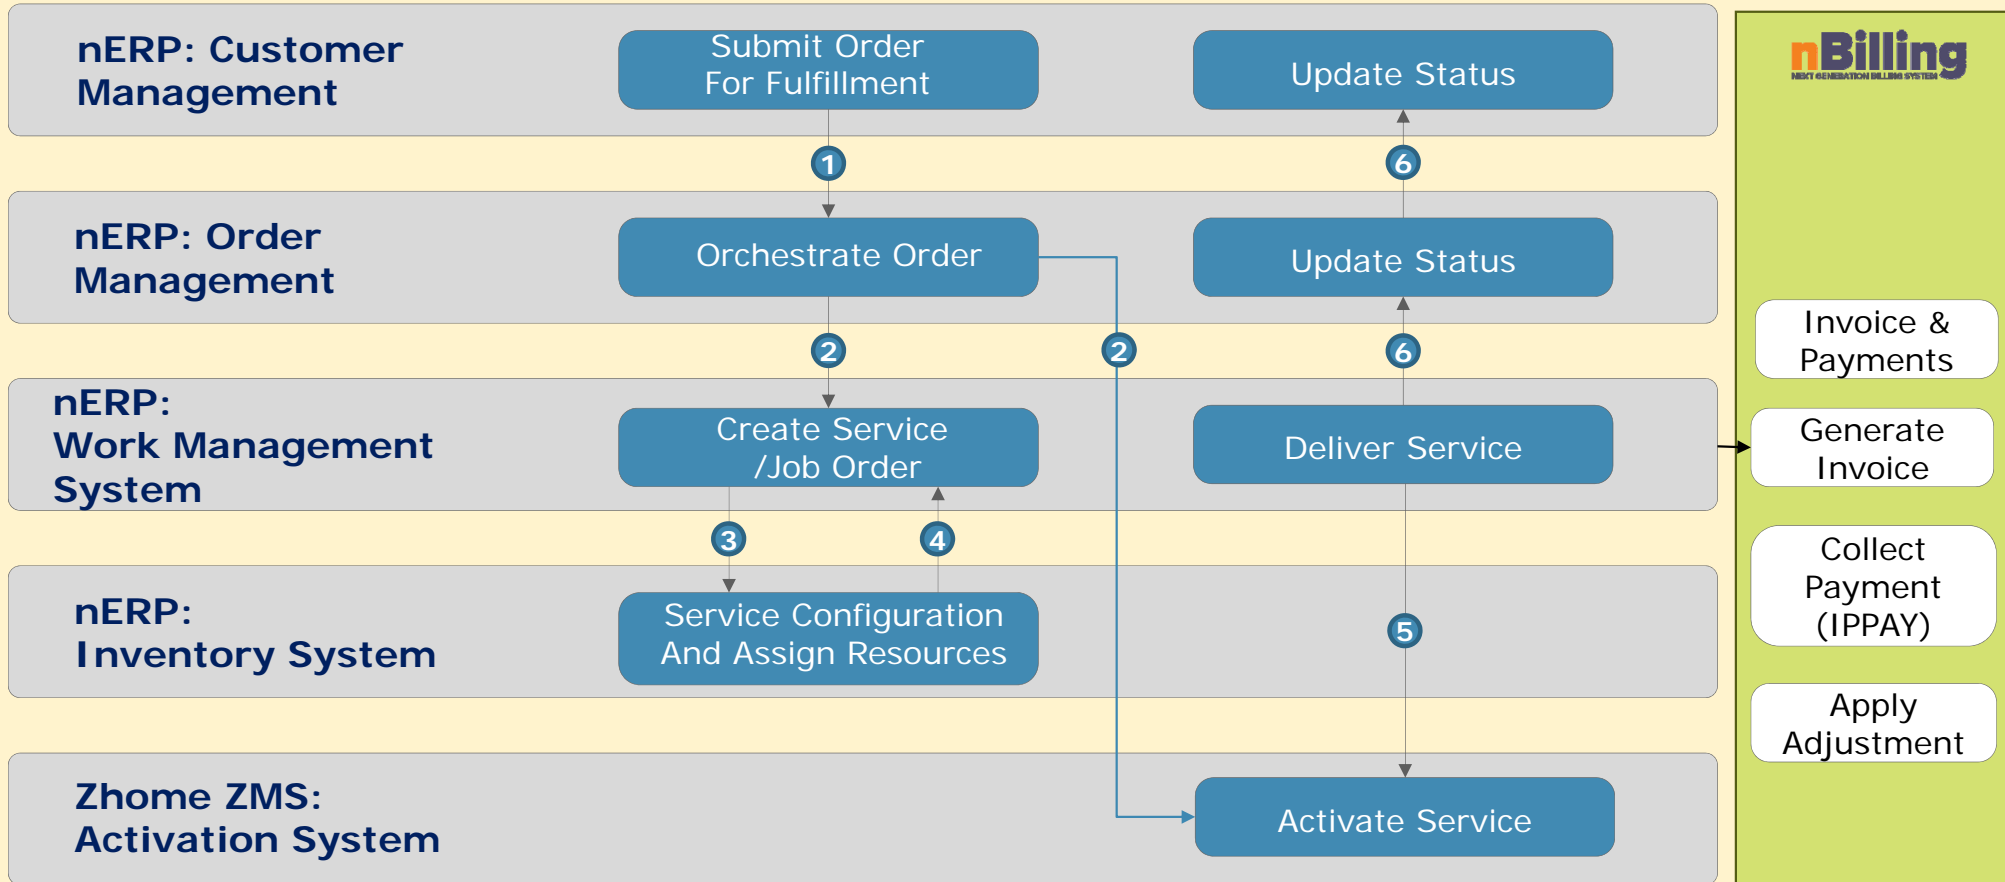 nERP: Customer
Management
Submit Order
For Fulfillment
Update Status
nBilling
NEXT GENERATION BILLING SYSTEM
1
6
nERP: Order
Management
Orchestrate Order
Update Status
2
2
6
nERP:
Work Management
System
Create Service
/Job Order
Deliver Service
3
4
nERP:
Inventory System
Service Configuration
And Assign Resources
5
Zhome ZMS:
Activation System
Activate Service
Invoice &
Payments
Generate
Invoice
Collect
Payment
(IPPAY)
Apply
Adjustment